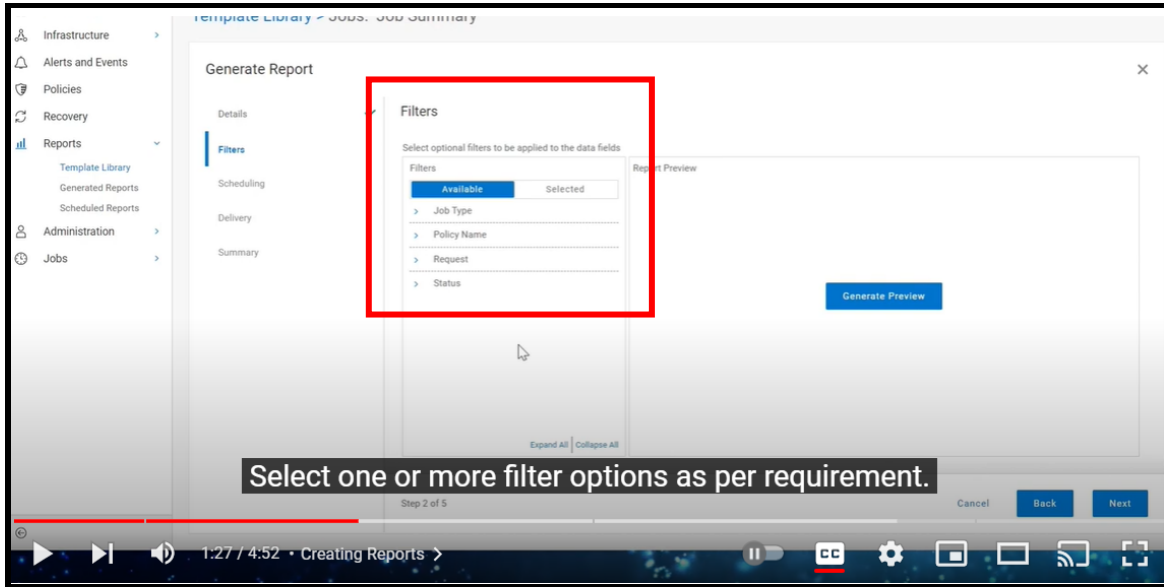 Template Library > Jobs: Job Summary
Infrastructure
Alerts and Events
Policies
Recovery
Reports
Template Library
Generated Reports
Scheduled Reports
Administration
Jobs
Generate Report
Details
Filters
Scheduling
Delivery
Summary
Filters
Select optional filters to be applied to the data fields
Filters
Available Selected
Job Type
Policy Name
Request
Status
Expand All Collapse All
Report Preview
Generate Preview
Select one or more filter options as per requirement.
Step 2 of 5
Cancel Back Next
1:27 / 4:52 • Creating Reports >
CC